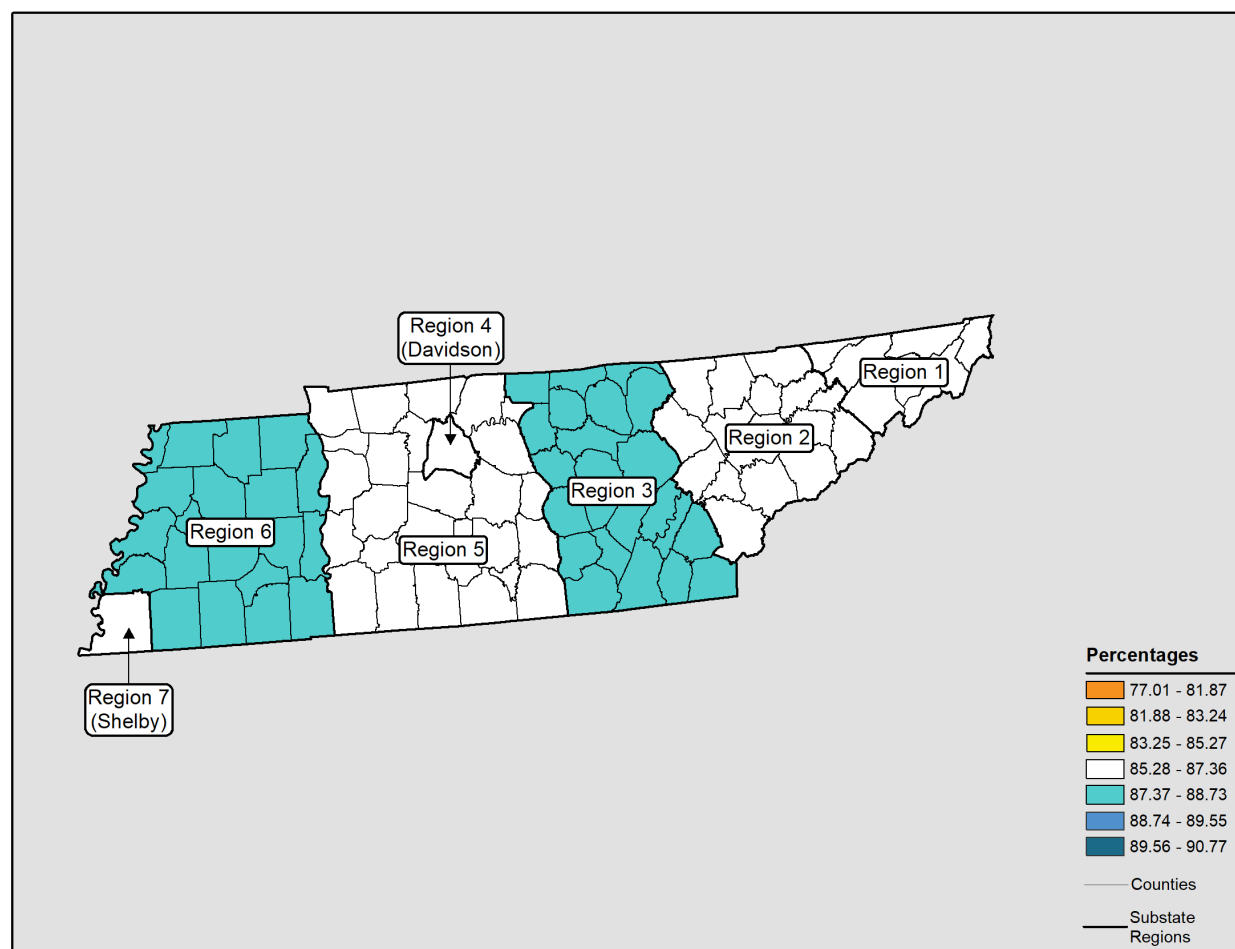 Region 4
(Davidson)
Region 1
Region 2
Region 3
Region 6
Region 5
Region 7
(Shelby)
Percentages
77.01 - 81.87
81.88 - 83.24
83.25 - 85.27
85.28 - 87.36
87.37 - 88.73
88.74 - 89.55
89.56 - 90.77
Counties
Substate
Regions